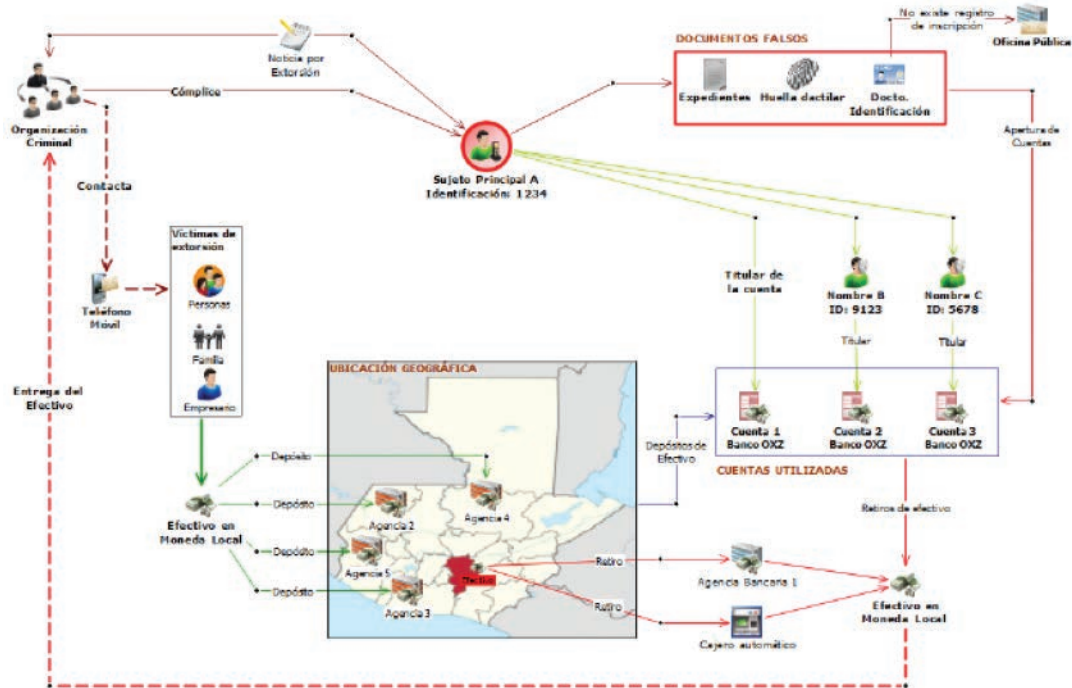 No existe registro
de inscripción
Oficina Pública
DOCUMENTOS FALSOS
Expedientes
Huella dactilar
Docto.
Identificación
Noticia por
Extorsión
Cómplice
Organización
Criminal
Contacta
Sujeto Principal A
Identificación: 1234
Apertura de
Cuentas
Víctimas de
extorsión
Personas
Familia
Empresario
Teléfono
Móvil
Titular de
la cuenta
Nombre B
ID: 9123
Nombre C
ID: 5678
Titular
Titular
Entrega del
Efectivo
UBICACIÓN GEOGRÁFICA
Cuenta 1
Banco OXZ
Cuenta 2
Banco OXZ
Cuenta 3
Banco OXZ
CUENTAS UTILIZADAS
Depósitos de
Efectivo
Depósito
Depósito
Depósito
Depósito
Efectivo en
Moneda Local
Agencia 2
Agencia 4
Agencia 5
Agencia 3
Efectivo
Retiro
Retiro
Agencia Bancaria 1
Cajero automático
Retiros de efectivo
Efectivo en
Moneda Local